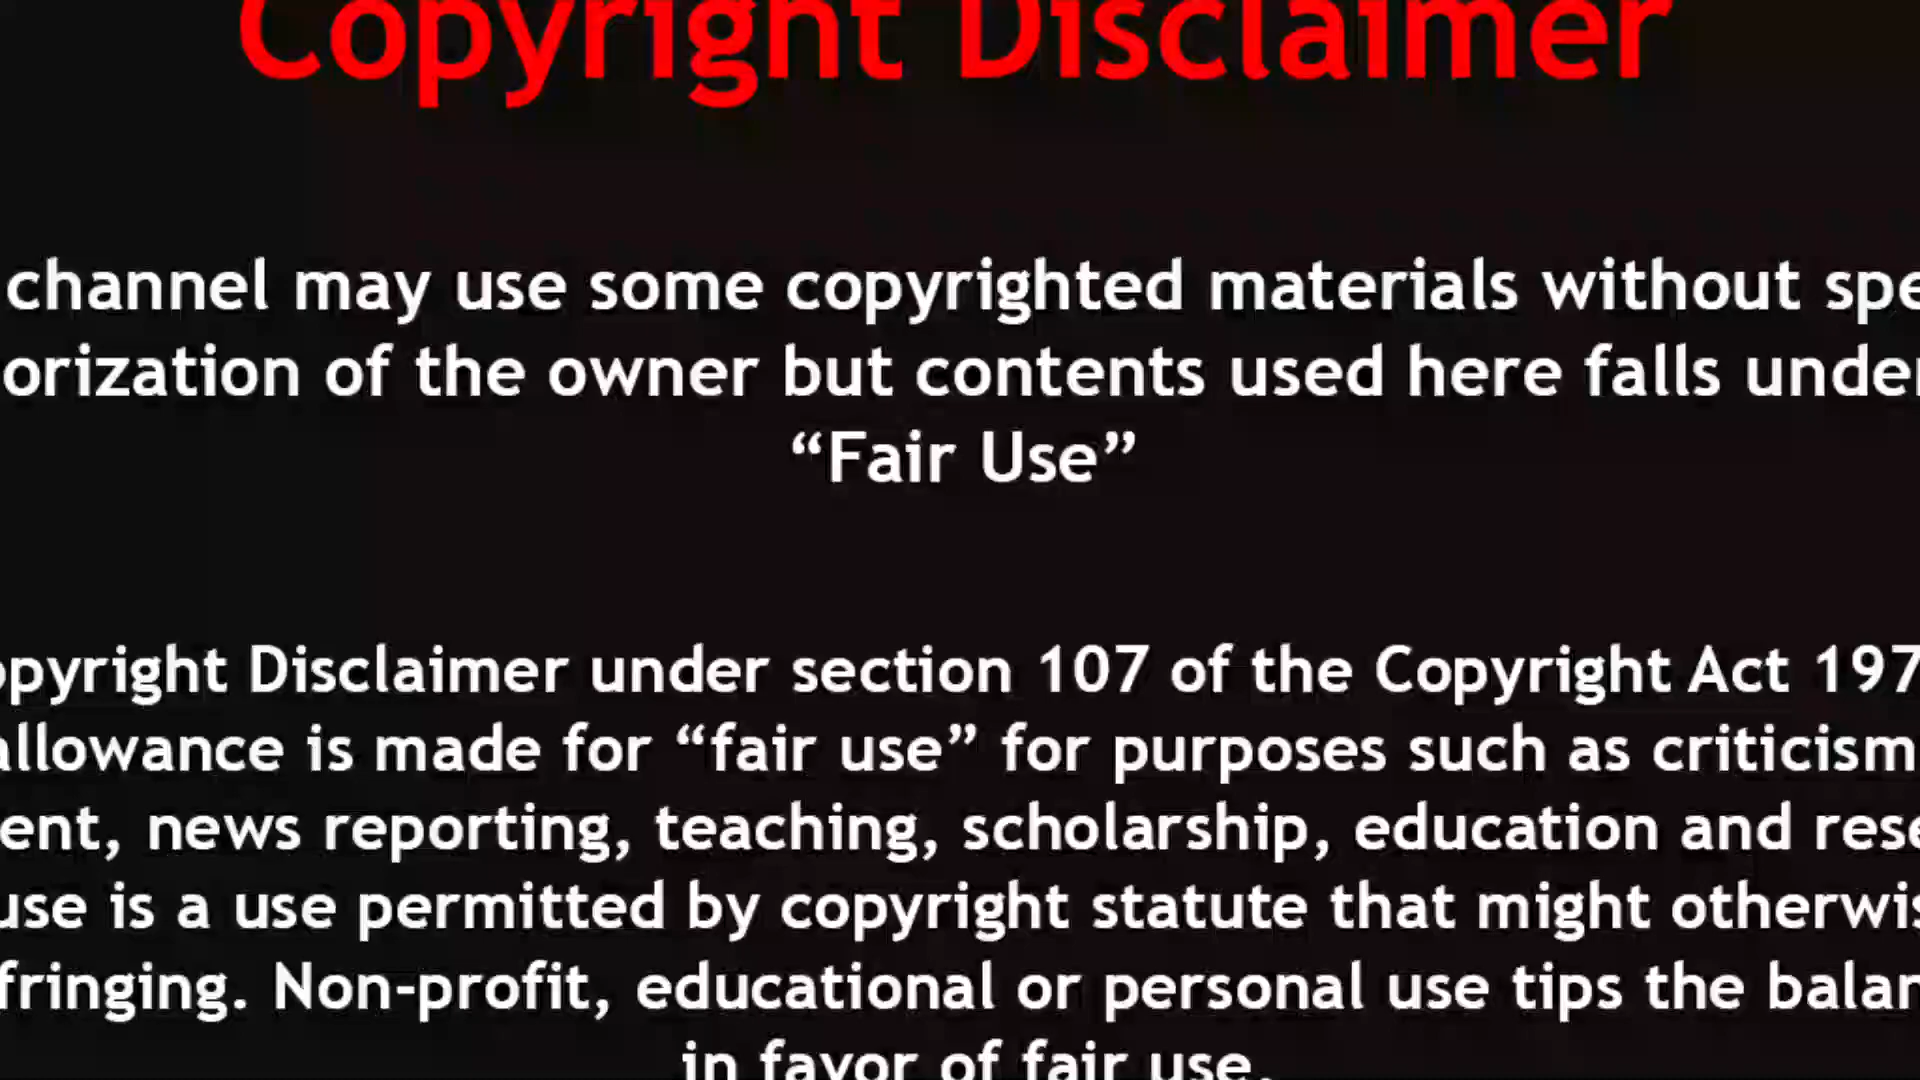 Copyright Disclaimer
channel may use some copyrighted materials without spe
orization of the owner but contents used here falls under
“Fair Use”
opyright Disclaimer under section 107 of the Copyright Act 197
allowance is made for “fair use” for purposes such as criticism
ent, news reporting, teaching, scholarship, education and rese
use is a use permitted by copyright statute that might otherwis
fringing. Non-profit, educational or personal use tips the balan
in favor of fair use.